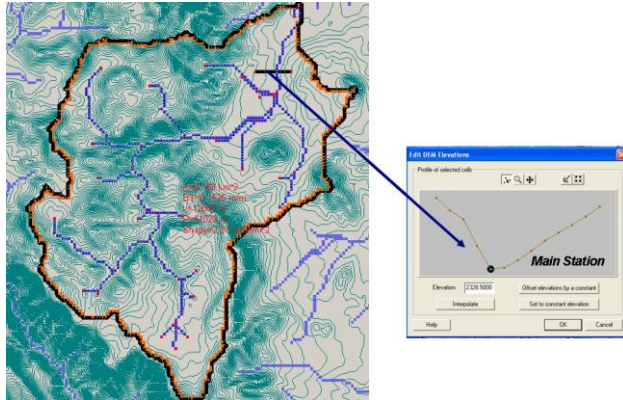 Edit DEM Elevations
Profile of selected cells
Main Station
Elevation: 2328.5000
Offset elevations by a constant
Interpolate
Set to constant elevation
Help
OK
Cancel